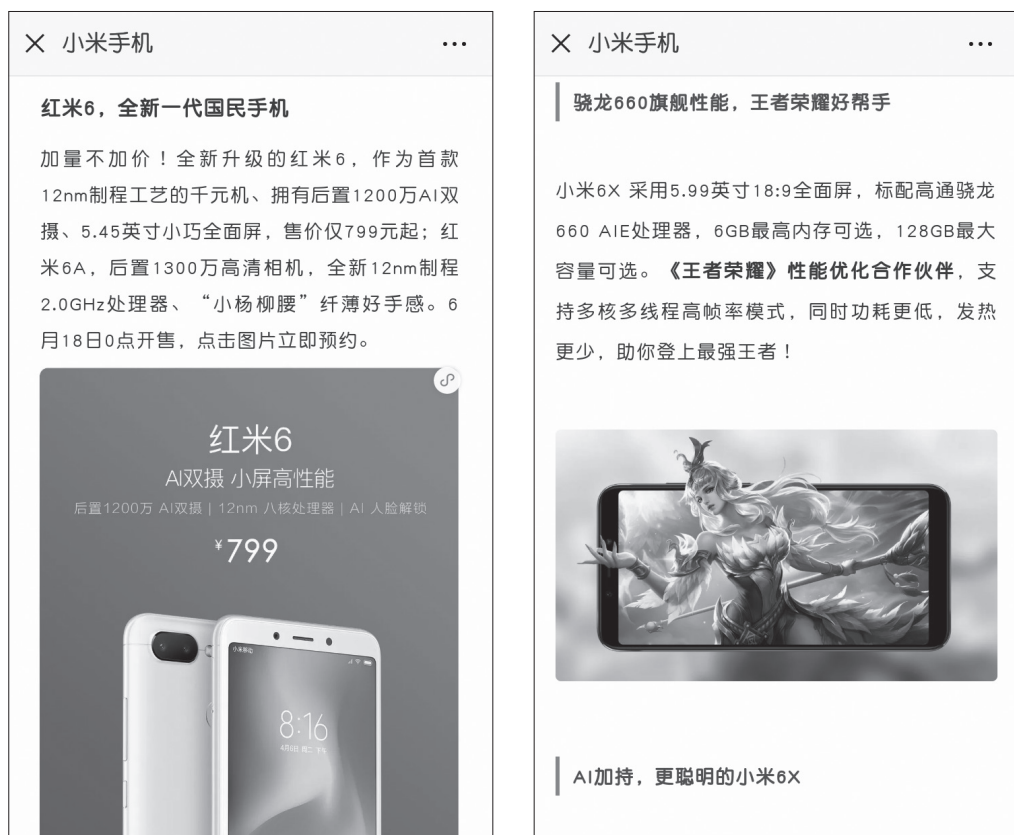 小米手机
红米6，全新一代国民手机
加量不加价！全新升级的红米6，作为首款
12nm制程工艺的千元机、拥有后置1200万AI双
摄、5.45英寸小巧全面屏，售价仅799元起；红
米6A，后置1300万高清相机，全新12nm制程
2.0GHz处理器、“小杨柳腰”纤薄好手感。6
月18日0点开售，点击图片立即预约。
红米6
AI双摄 小屏高性能
后置1200万 AI双摄 | 12nm 八核处理器 | AI 人脸解锁
¥799
小米移动
8:16
小米手机
骁龙660旗舰性能，王者荣耀好帮手
小米6X 采用5.99英寸18:9全面屏，标配高通骁龙
660 AIE处理器，6GB最高内存可选，128GB最大
容量可选。《王者荣耀》性能优化合作伙伴，支
持多核多线程高帧率模式，同时功耗更低，发热
更少，助你登上最强王者！
AI加持，更聪明的小米6X